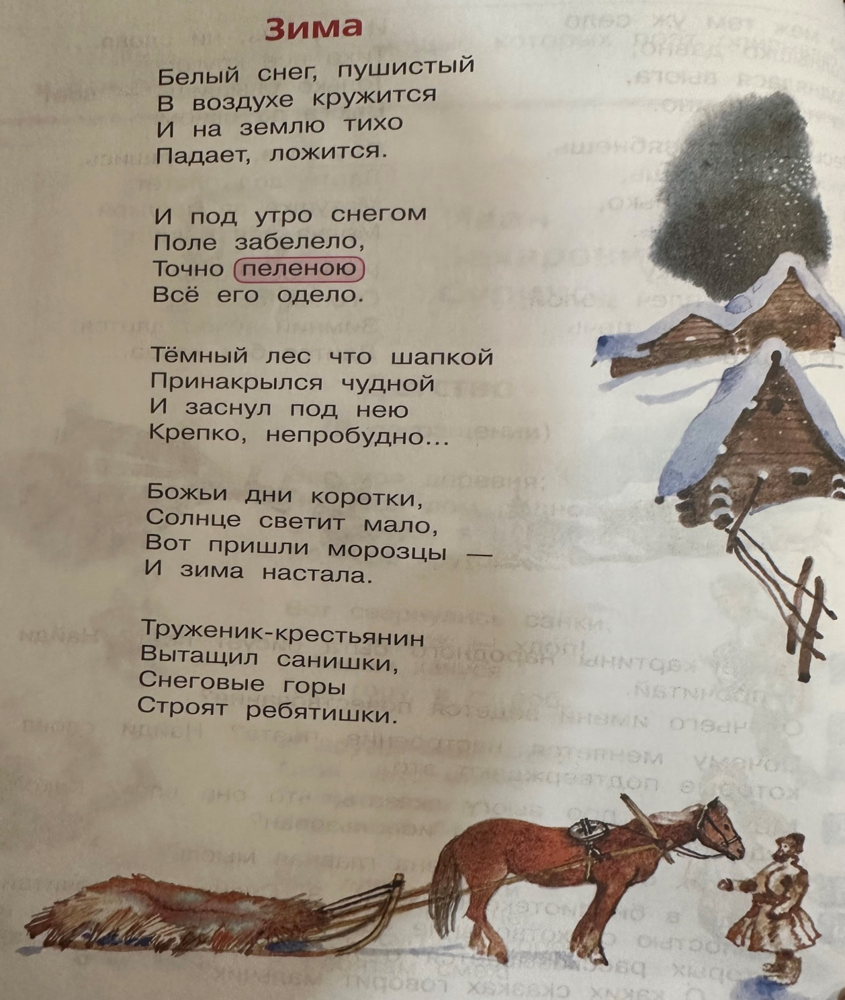 Зима
Белый снег, пушистый
В воздухе кружится
И на землю тихо
Падает, ложится.
И под утро снегом
Поле забелело,
Точно пеленою
Всё его одело.
Тёмный лес что шапкой
Принакрылся чудной
И заснул под нею
Крепко, непробудно...
Божьи дни коротки,
Солнце светит мало,
Вот пришли морозцы —
И зима настала.
Труженик-крестьянин
Вытащил санишки,
Снеговые горы
Строят ребятишки.